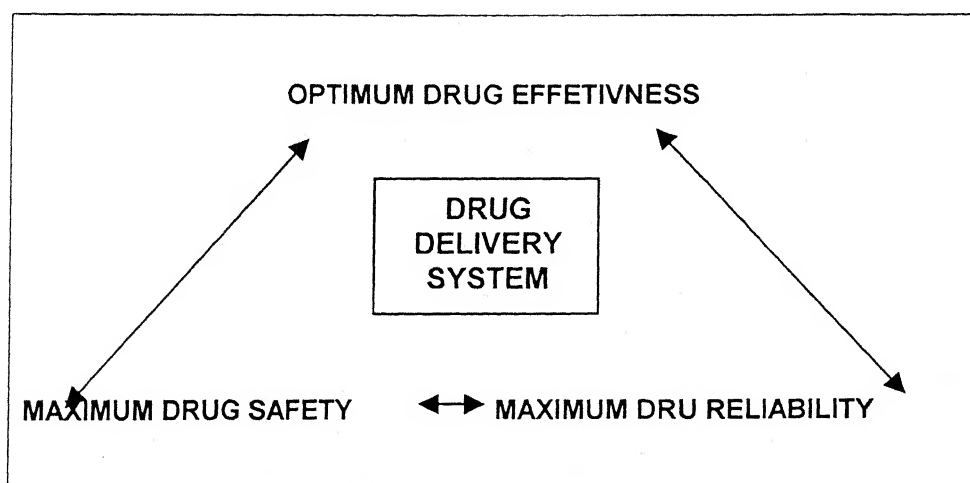 OPTIMUM DRUG EFFETIVNESS
DRUG
DELIVERY
SYSTEM
MAXIMUM DRUG SAFETY
MAXIMUM DRU RELIABILITY